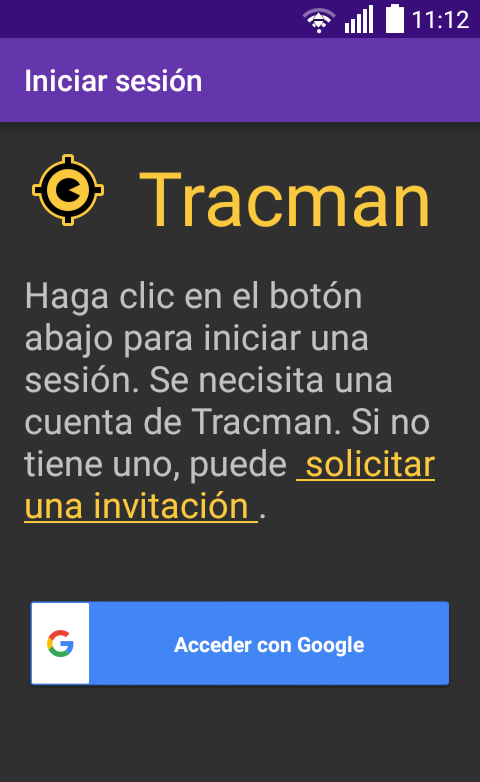 11:12
Iniciar sesión
Tracman
Haga clic en el botón
abajo para iniciar una
sesión. Se necisita una
cuenta de Tracman. Si no
tiene uno, puede solicitar
una invitación .
Acceder con Google